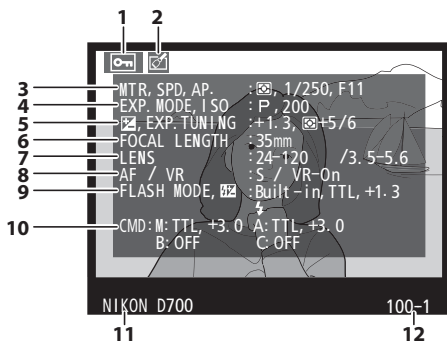 1 2
3 MTR, SPD, AP. : , 1/250, F11
4 EXP. MODE, ISO : P, 200
5 , EXP. TUNING : +1. 3, +5/6
6 FOCAL LENGTH : 35mm
7 LENS : 24-120 /3. 5-5. 6
8 AF / VR : S / VR-On
9 FLASH MODE, : Built-in, TTL, +1. 3
10 CMD: M: TTL, +3. 0 A: TTL, +3. 0
B: OFF C: OFF
NIKON D700 100-1
11 12